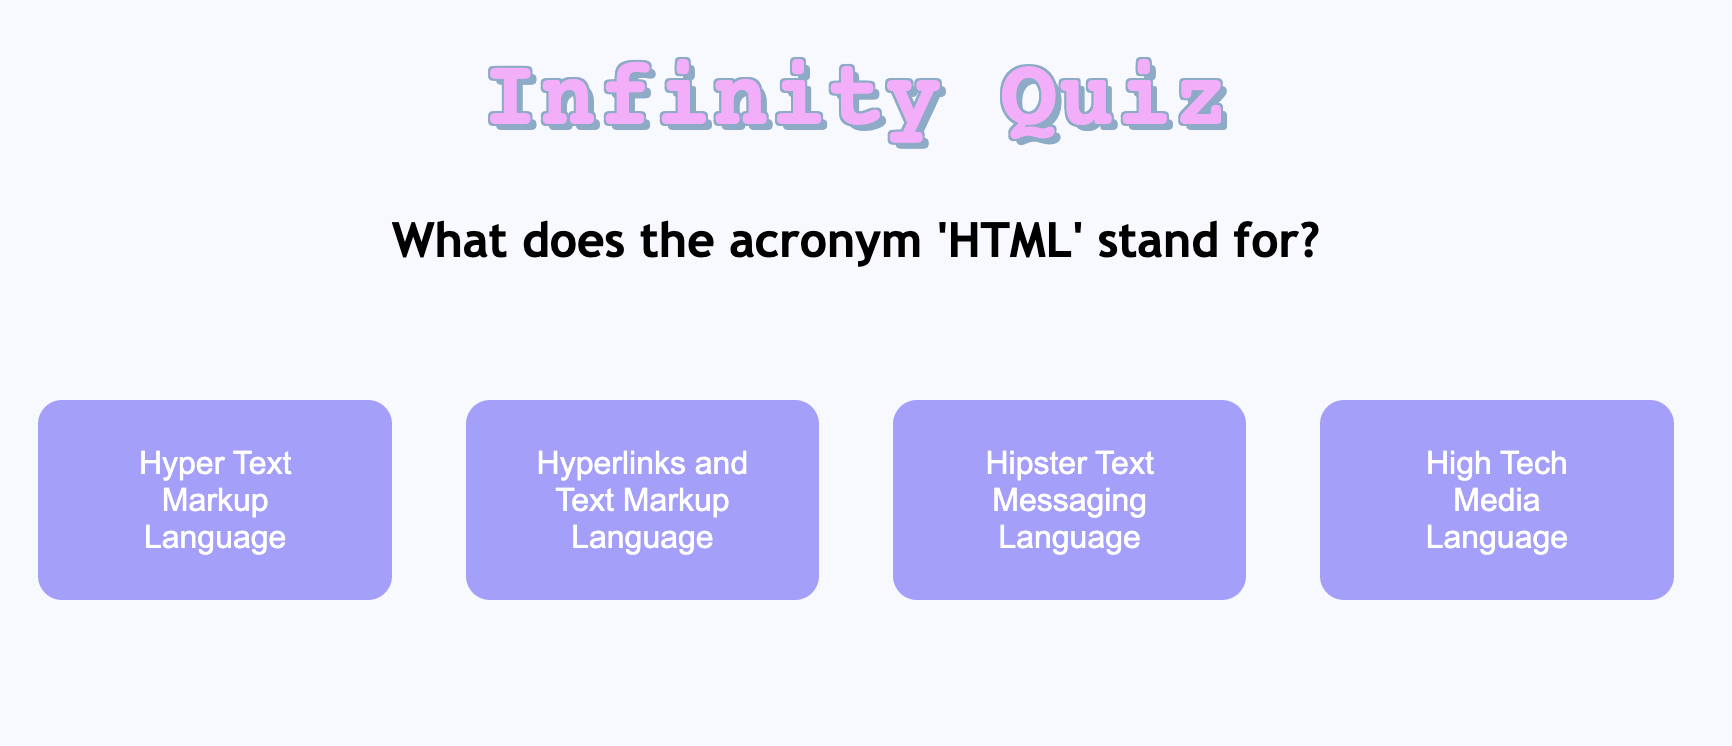 Infinity Quiz
What does the acronym 'HTML' stand for?
Hyper Text
Markup
Language
Hyperlinks and
Text Markup
Language
Hipster Text
Messaging
Language
High Tech
Media
Language